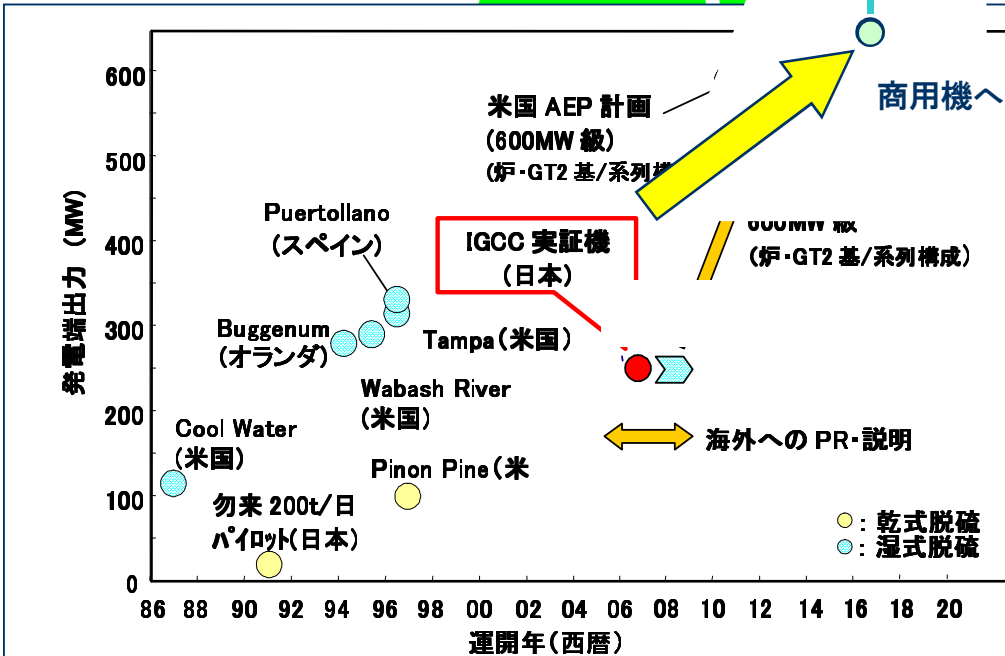 600
500
400
300
200
100
0
発電端出力 (MW)
86 88 90 92 94 96 98 00 02 04 06 08 10 12 14 16 18 20
運開年(西暦)
商用機へ
米国 AEP 計画
(600MW 級)
(炉・GT2 基/系列
Puertollano
(スペイン)
IGCC 実証機
(日本)
600MW 級
(炉・GT2 基/系列構成)
Buggenum
(オランダ)
Tampa(米国)
Wabash River
(米国)
Cool Water
(米国)
Pinon Pine(米
海外への PR・説明
勿来 200t/日
パイロット(日本)
: 乾式脱硫
: 湿式脱硫